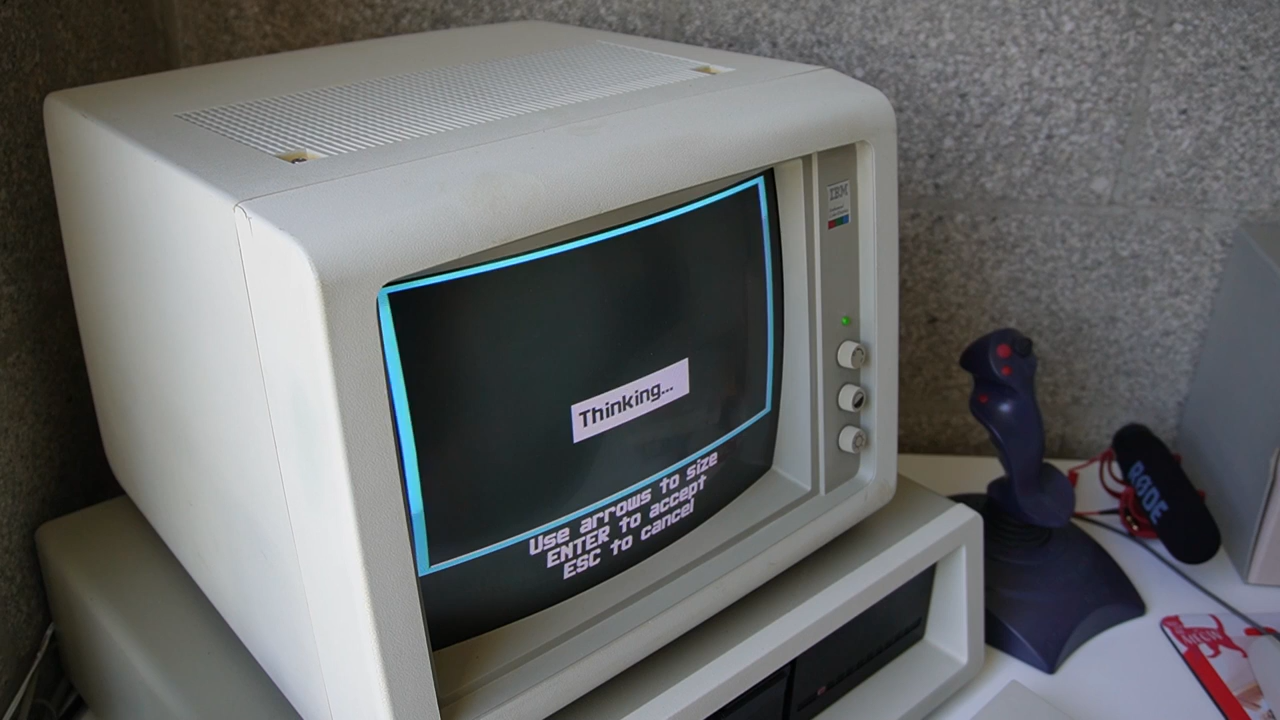 IBM
Thinking...
Use arrows to size
ENTER to accept
ESC to cancel
RØDE